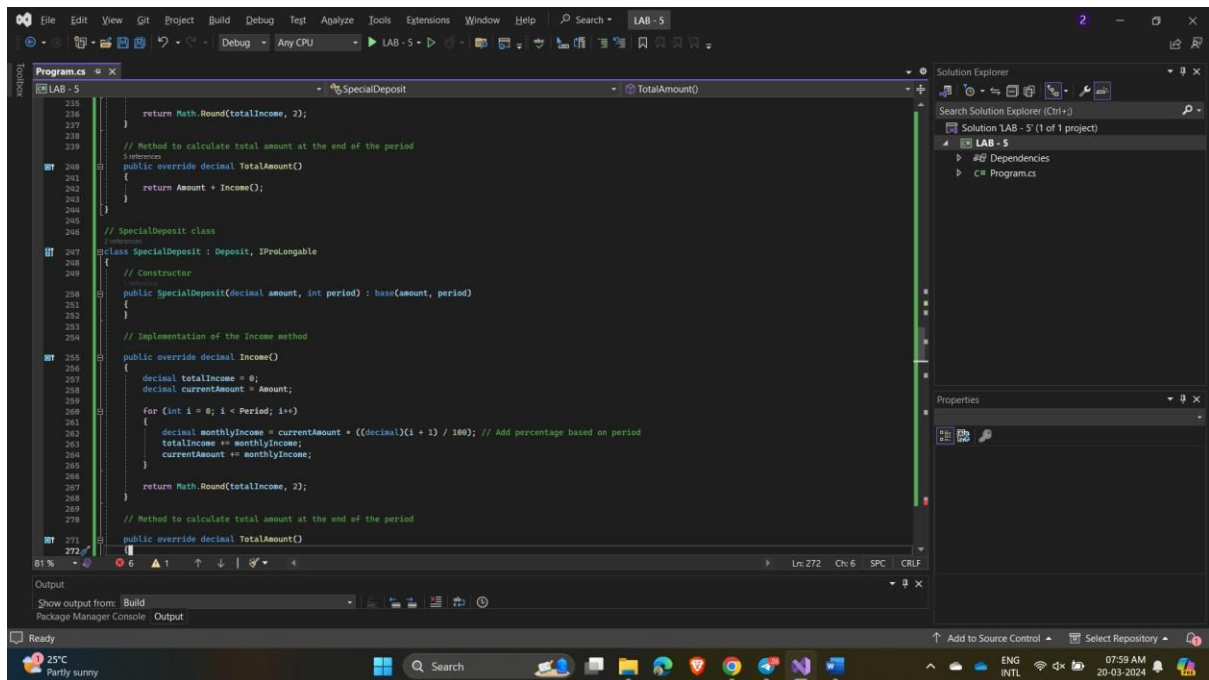 File Edit View Git Project Build Debug Test Analyze Tools Extensions Window Help Search LAB - 5 2
Debug Any CPU LAB - 5
Toolbox
Program.cs
LAB - 5 SpecialDeposit TotalAmount()
235
236 return Math.Round(totalIncome, 2);
237 }
238
239 // Method to calculate total amount at the end of the period
5 references
240 public override decimal TotalAmount()
241 {
242 return Amount + Income();
243 }
244 }
245
246 // SpecialDeposit class
2 references
247 class SpecialDeposit : Deposit, IProLongable
248 {
249 // Constructor
1 reference
250 public SpecialDeposit(decimal amount, int period) : base(amount, period)
251 {
252 }
253
254 // Implementation of the Income method
255 public override decimal Income()
256 {
257 decimal totalIncome = 0;
258 decimal currentAmount = Amount;
259
260 for (int i = 0; i < Period; i++)
261 {
262 decimal monthlyIncome = currentAmount * ((decimal)(i + 1) / 100); // Add percentage based on period
263 totalIncome += monthlyIncome;
264 currentAmount += monthlyIncome;
265 }
266
267 return Math.Round(totalIncome, 2);
268 }
269
270 // Method to calculate total amount at the end of the period
271 public override decimal TotalAmount()
272 {
81 % 6 1 Ln: 272 Ch: 6 SPC CRLF
Output
Show output from: Build
Package Manager Console Output
Solution Explorer
Search Solution Explorer (Ctrl+;)
Solution 'LAB - 5' (1 of 1 project)
LAB - 5
Dependencies
C# Program.cs
Properties
Ready Add to Source Control Select Repository
1 25°C
Partly sunny
Search
ENG
INTL
07:59 AM
20-03-2024